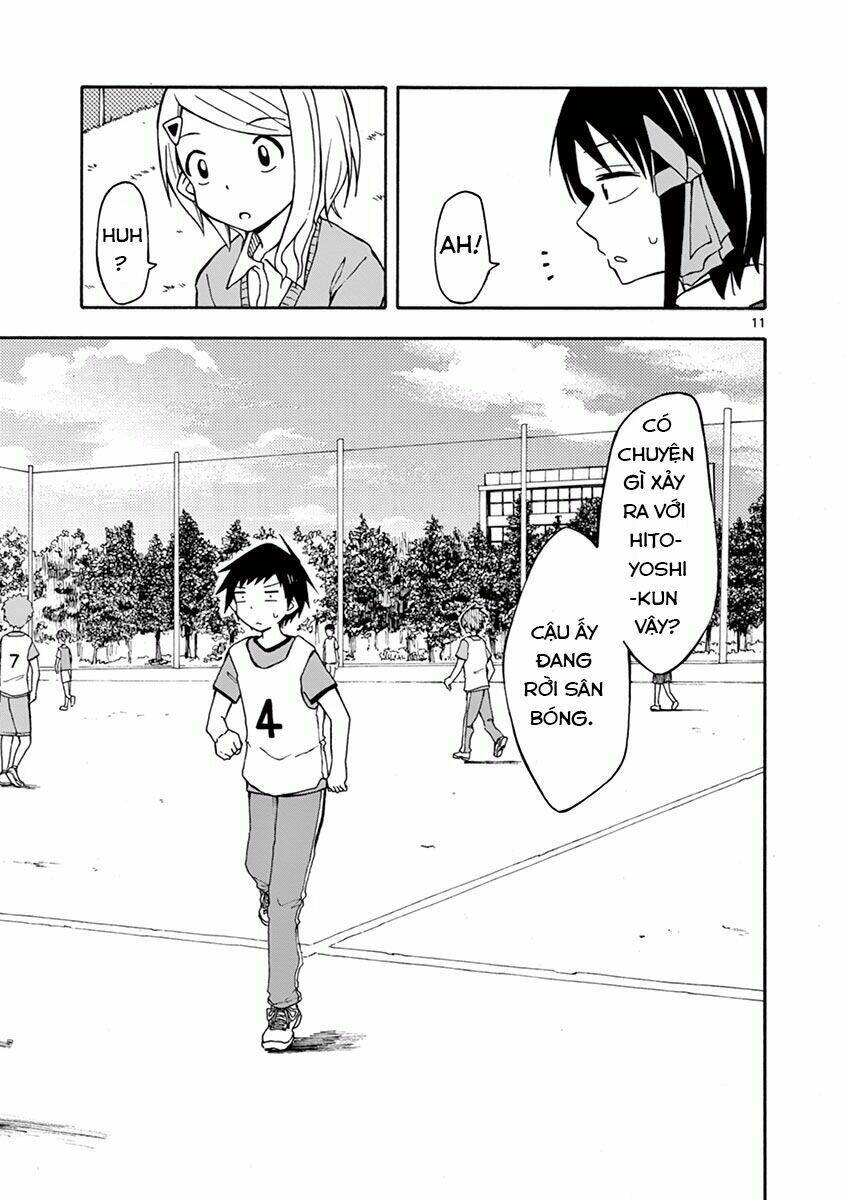 AH!
HUH
?
11
CÓ
CHUYỆN
GÌ XẢY
RA VỚI
HITO-
YOSHI
-KUN
VẬY?
CẬU ẤY
ĐANG
RỜI SÂN
BÓNG.
7
4